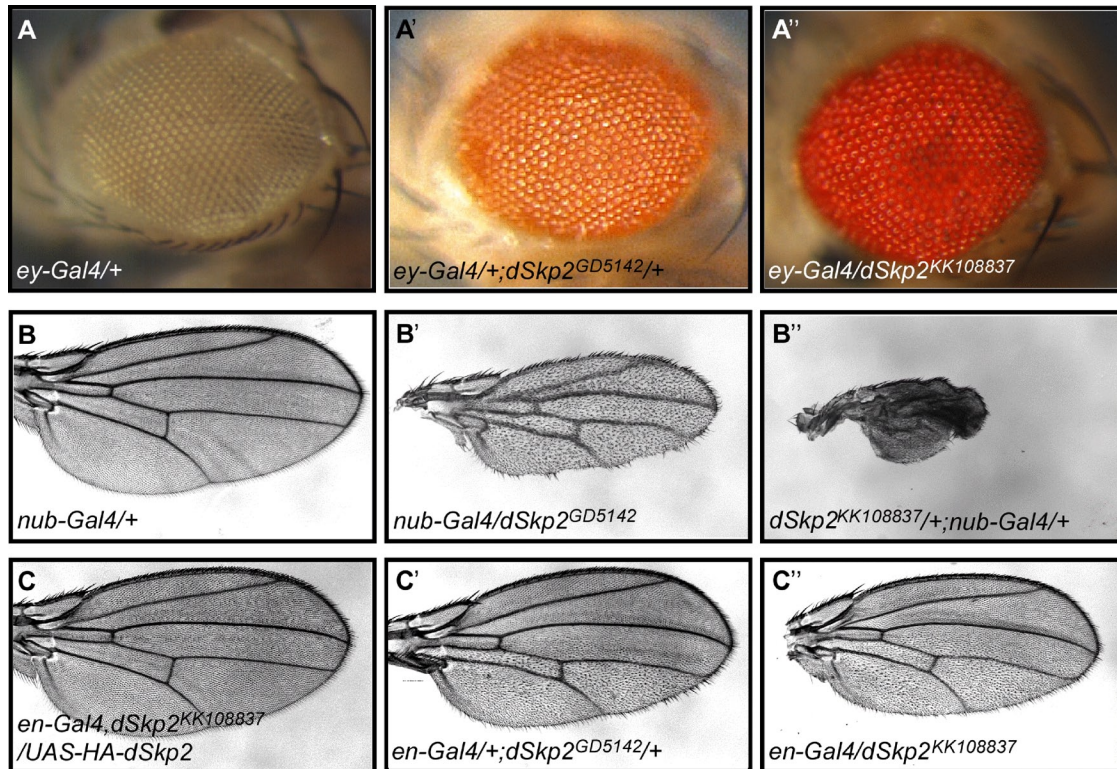 A
ey-Gal4/+
A'
ey-Gal4/+;dSkp2GD5142/+
A''
ey-Gal4/dSkp2KK108837
B
nub-Gal4/+
B'
nub-Gal4/dSkp2GD5142
B''
dSkp2KK108837/+;nub-Gal4/+
C
en-Gal4,dSkp2KK108837
/UAS-HA-dSkp2
C'
en-Gal4/+;dSkp2GD5142/+
C''
en-Gal4/dSkp2KK108837